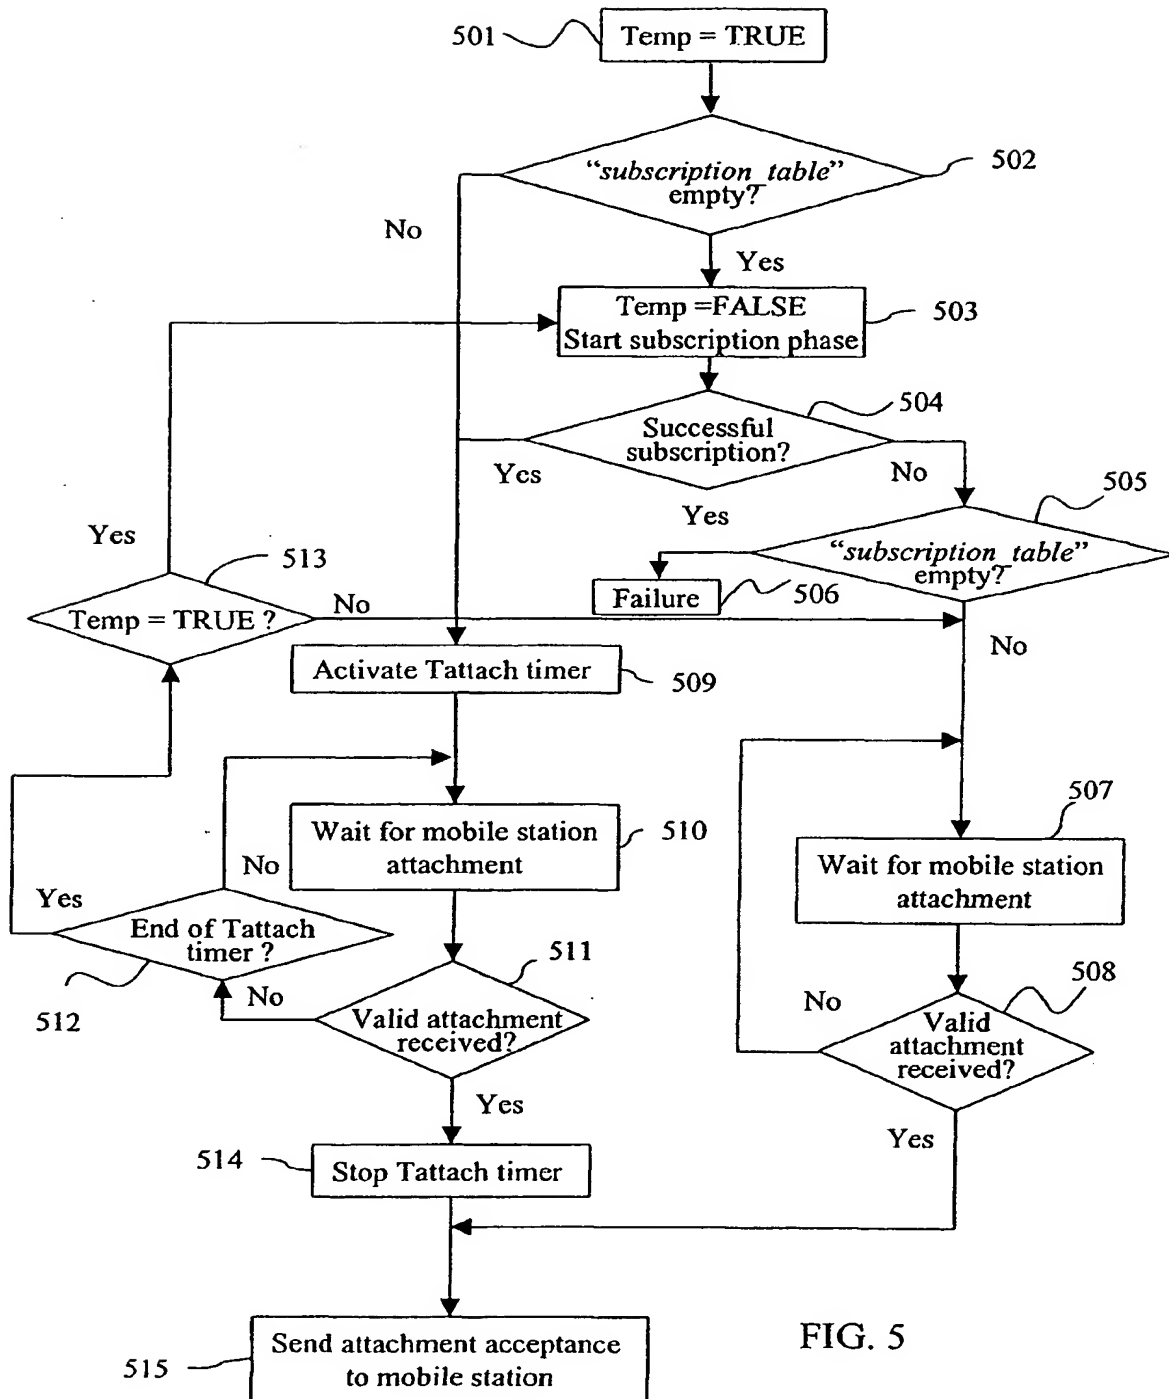 501
Temp = TRUE
502
“subscription_table”
empty?
No
Yes
Temp =FALSE
Start subscription phase
503
504
Successful
subscription?
Yes
No
505
Yes
“subscription_table”
empty?
Yes
513
Failure
506
Temp = TRUE ?
No
No
Activate Tattach timer
509
507
Wait for mobile station
attachment
510
No
Wait for mobile station
attachment
Yes
End of Tattach
timer ?
511
508
No
No
512
Valid attachment
received?
Valid
attachment
received?
Yes
Yes
514
Stop Tattach timer
FIG. 5
Send attachment acceptance
to mobile station
515